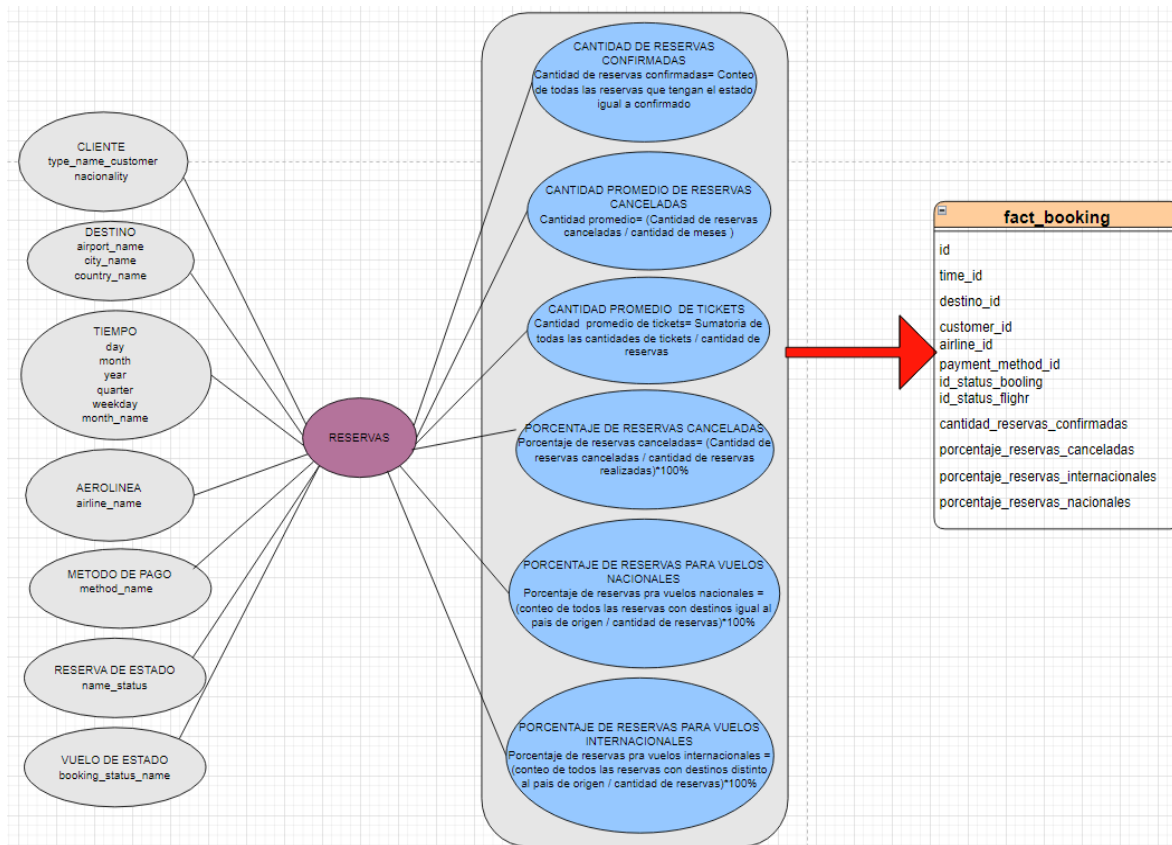 CLIENTE
type_name_customer
nacionality
DESTINO
airport_name
city_name
country_name
TIEMPO
day
month
year
quarter
weekday
month_name
AEROLINEA
airline_name
METODO DE PAGO
method_name
RESERVA DE ESTADO
name_status
VUELO DE ESTADO
booking_status_name
RESERVAS
CANTIDAD DE RESERVAS
CONFIRMADAS
Cantidad de reservas confirmadas= Conteo
de todas las reservas que tengan el estado
igual a confirmado
CANTIDAD PROMEDIO DE RESERVAS
CANCELADAS
Cantidad promedio= (Cantidad de reservas
canceladas / cantidad de meses )
CANTIDAD PROMEDIO DE TICKETS
Cantidad promedio de tickets= Sumatoria de
todas las cantidades de tickets / cantidad de
reservas
PORCENTAJE DE RESERVAS CANCELADAS
Porcentaje de reservas canceladas= (Cantidad de
reservas canceladas / cantidad de reservas
realizadas)*100%
PORCENTAJE DE RESERVAS PARA VUELOS
NACIONALES
Porcentaje de reservas pra vuelos nacionales =
(conteo de todos las reservas con destinos igual al
pais de origen / cantidad de reservas)*100%
PORCENTAJE DE RESERVAS PARA VUELOS
INTERNACIONALES
Porcentaje de reservas pra vuelos internacionales =
(conteo de todos las reservas con destinos distinto
al pais de origen / cantidad de reservas)*100%
fact_booking
id
time_id
destino_id
customer_id
airline_id
payment_method_id
id_status_booling
id_status_flighr
cantidad_reservas_confirmadas
porcentaje_reservas_canceladas
porcentaje_reservas_internacionales
porcentaje_reservas_nacionales